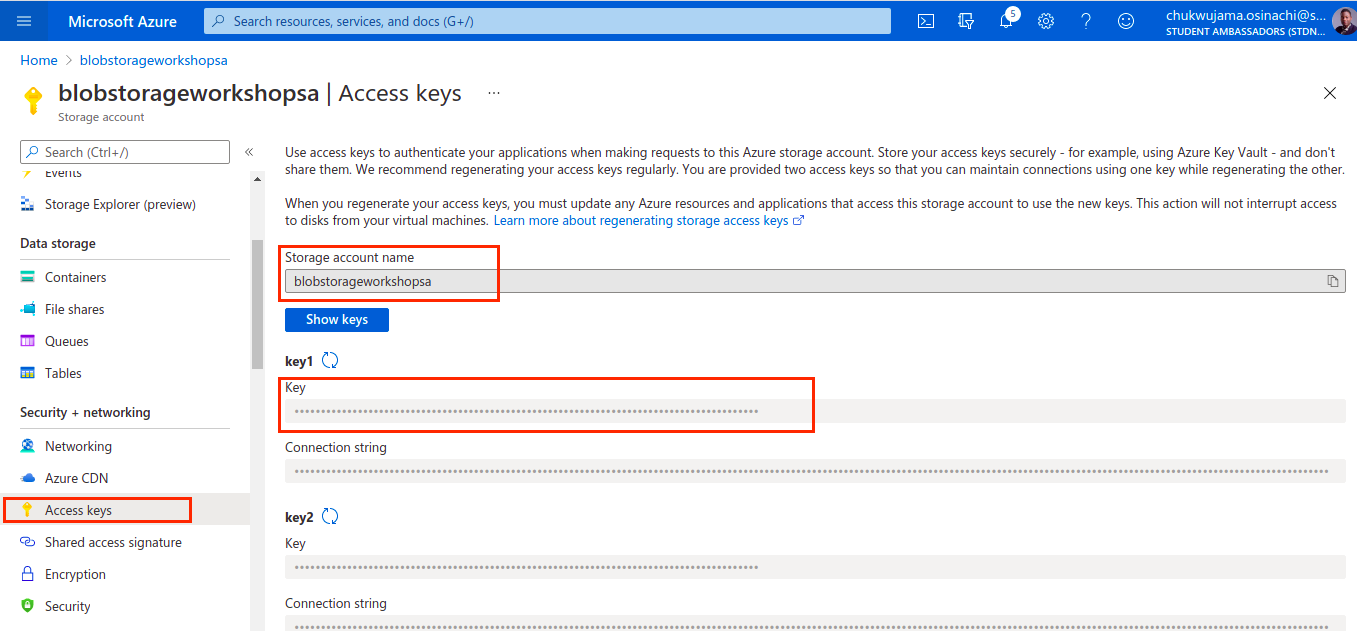 Microsoft Azure
Search resources, services, and docs (G+/)
5
chukwujama.osinachi@s...
STUDENT AMBASSADORS (STDN...
Home > blobstorageworkshopsa
blobstorageworkshopsa | Access keys ...
Storage account
Search (Ctrl+/)
«
Events
Storage Explorer (preview)
Data storage
Containers
File shares
Queues
Tables
Security + networking
Networking
Azure CDN
Access keys
Shared access signature
Encryption
Security
Use access keys to authenticate your applications when making requests to this Azure storage account. Store your access keys securely - for example, using Azure Key Vault - and don't
share them. We recommend regenerating your access keys regularly. You are provided two access keys so that you can maintain connections using one key while regenerating the other.
When you regenerate your access keys, you must update any Azure resources and applications that access this storage account to use the new keys. This action will not interrupt access
to disks from your virtual machines. Learn more about regenerating storage access keys
Storage account name
blobstorageworkshopsa
Show keys
key1
Key
Connection string
key2
Key
Connection string